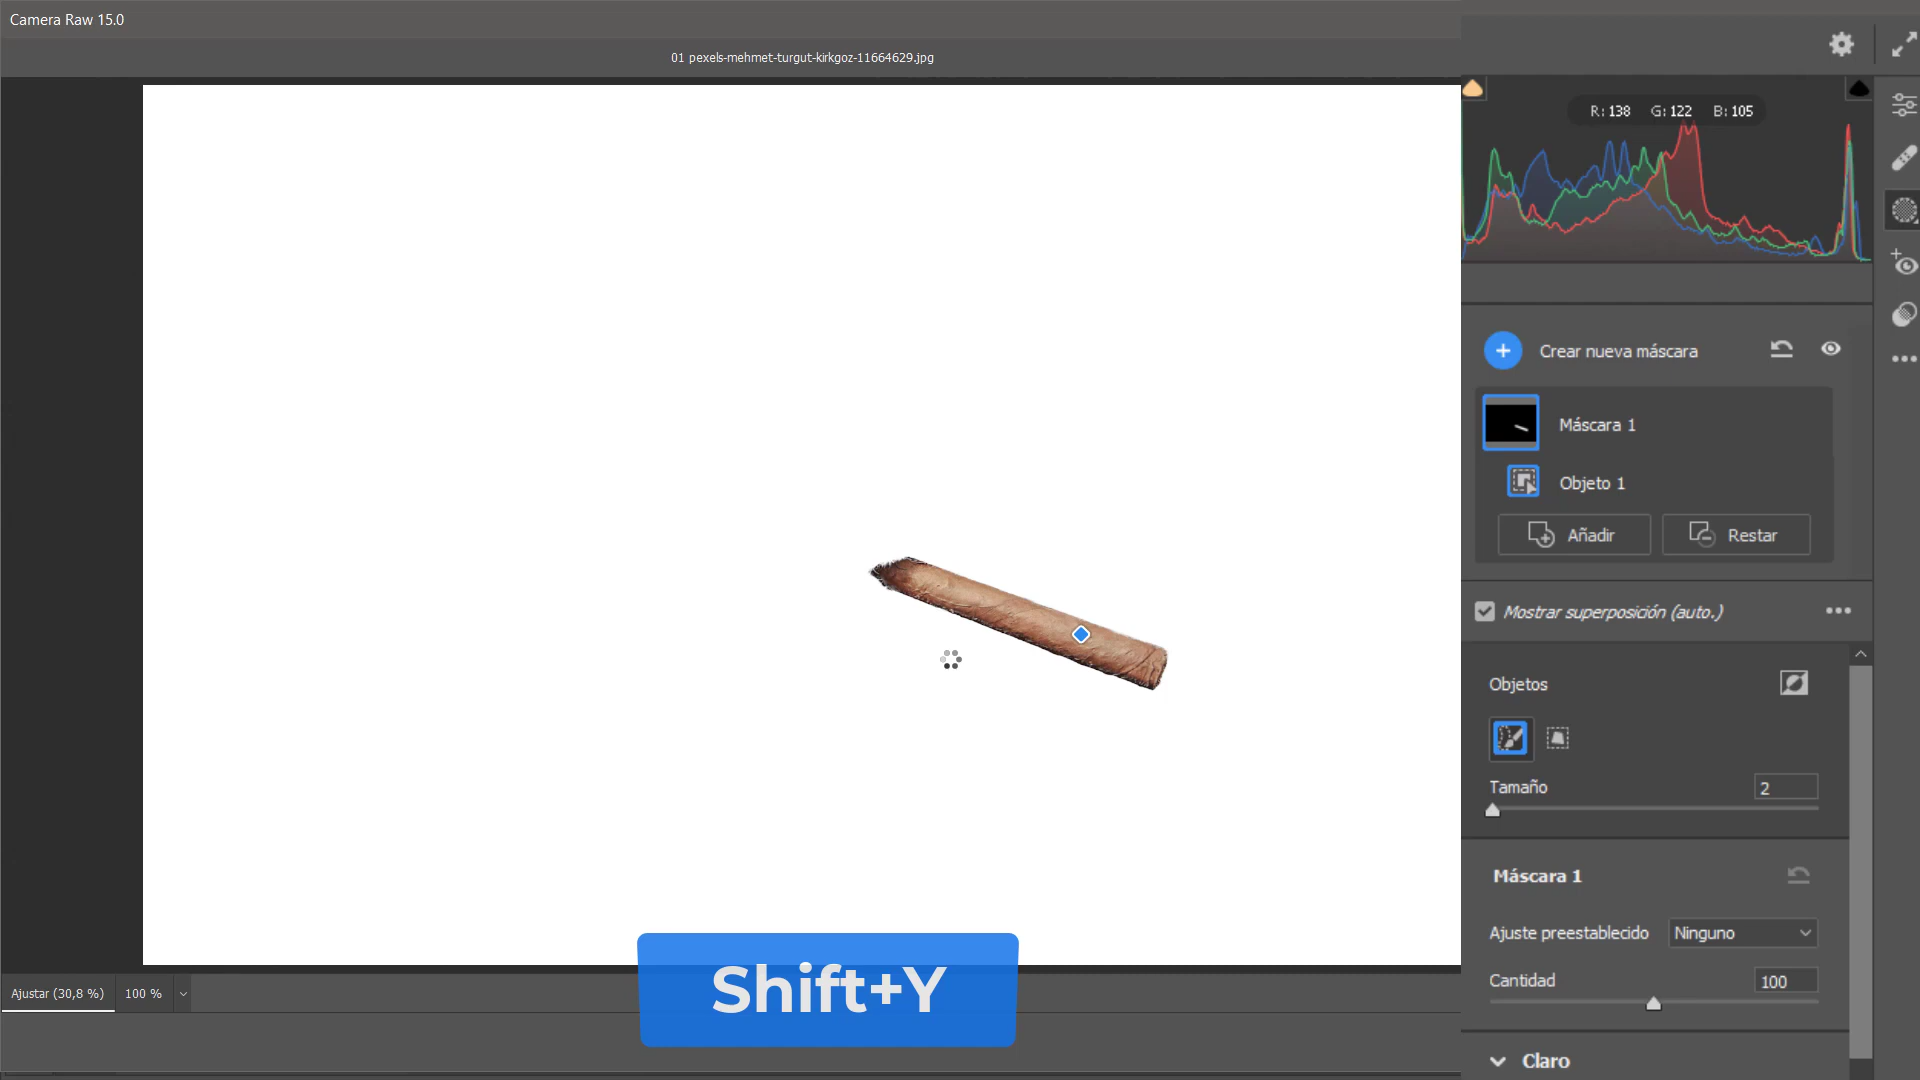 Camera Raw 15.0
01 pexels-mehmet-turgut-kirkgoz-11664629.jpg
R: 138 G: 122 B: 105
Crear nueva máscara
Máscara 1
Objeto 1
Añadir Restar
Mostrar superposición (auto.)
Objetos
Tamaño 2
Máscara 1
Ajuste preestablecido Ninguno
Cantidad 100
Claro
Ajustar (30,8 %) 100 %
Shift+Y